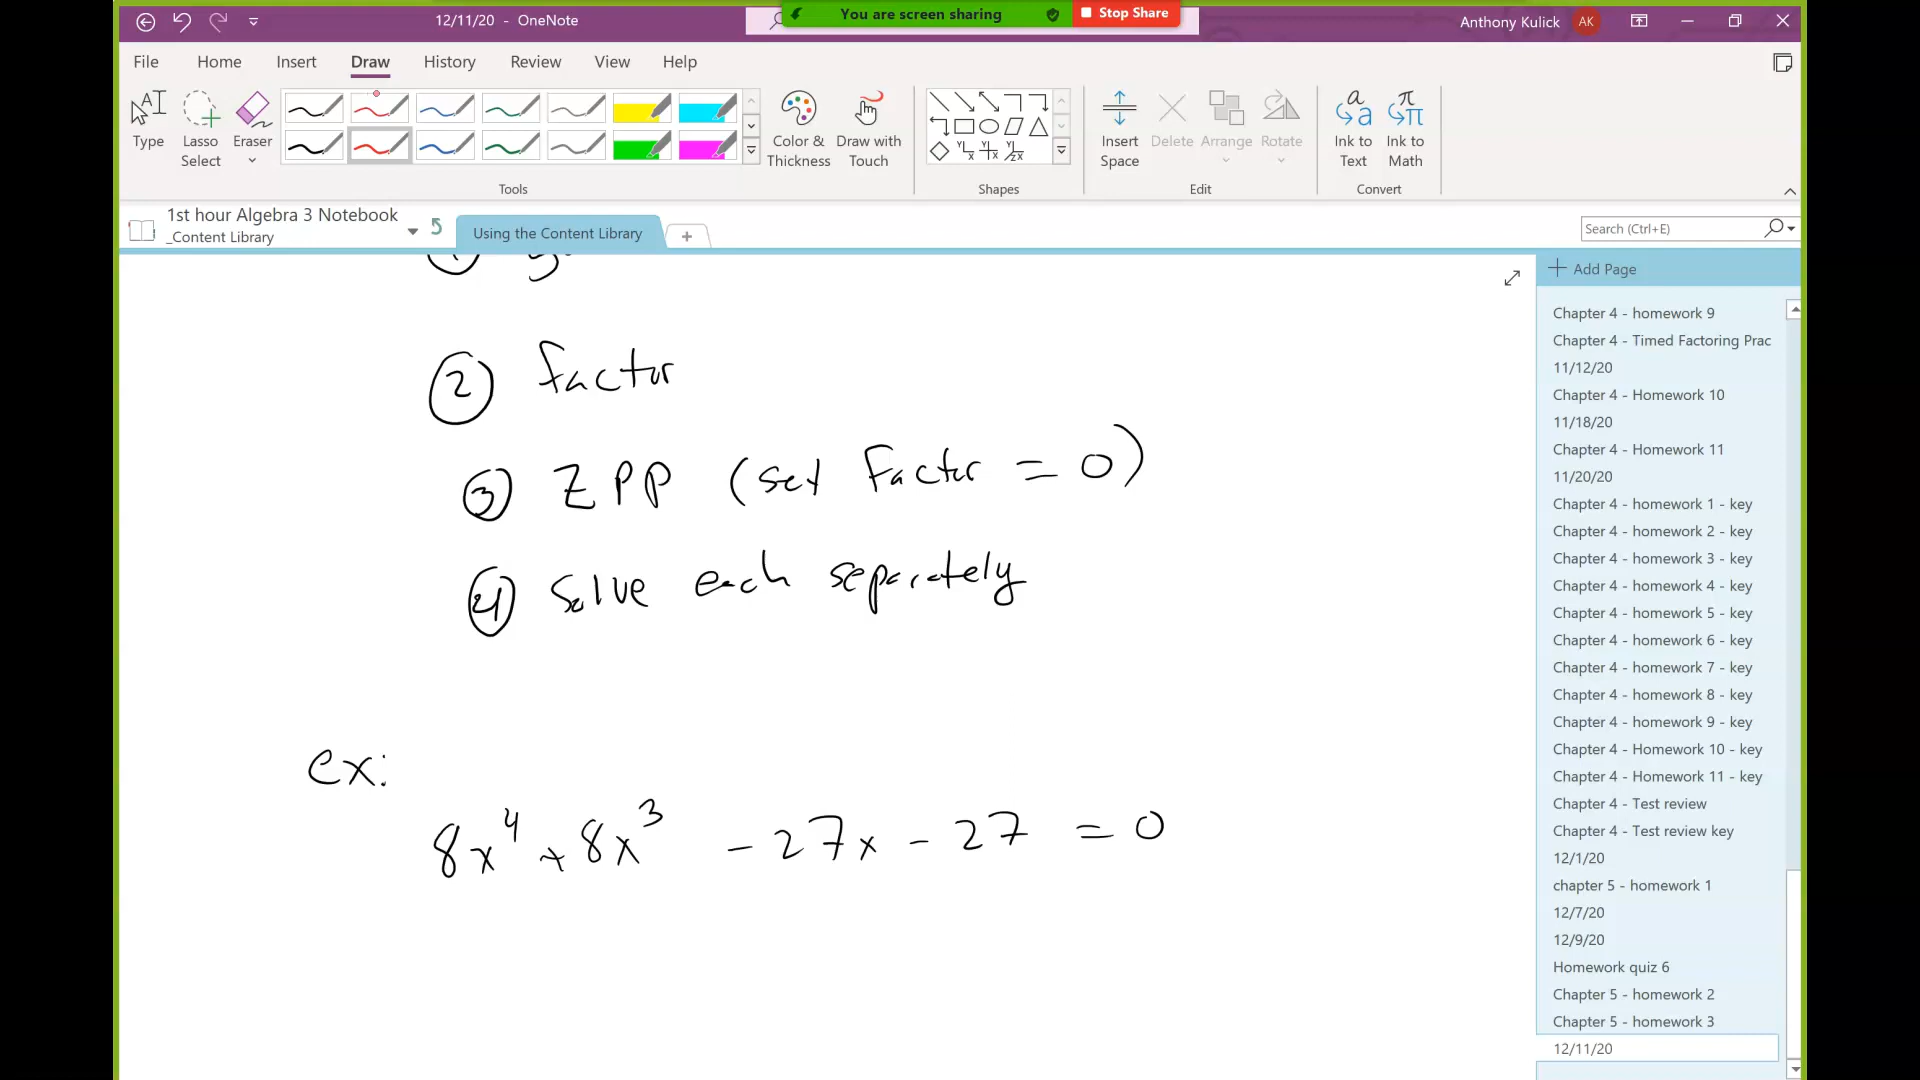 12/11/20 - OneNote
You are screen sharing
Stop Share
Anthony Kulick AK
File Home Insert Draw History Review View Help
Type
Lasso Select
Eraser
Color & Thickness
Draw with Touch
Insert Space
Delete
Arrange
Rotate
Ink to Text
Ink to Math
Tools Shapes Edit Convert
1st hour Algebra 3 Notebook
_Content Library
Using the Content Library
Search (Ctrl+E)
Add Page
① 
② factor
③ ZPP (set factor = 0)
④ solve each separately
ex:
8x⁴ + 8x³ - 27x - 27 = 0
Chapter 4 - homework 9
Chapter 4 - Timed Factoring Prac
11/12/20
Chapter 4 - Homework 10
11/18/20
Chapter 4 - Homework 11
11/20/20
Chapter 4 - homework 1 - key
Chapter 4 - homework 2 - key
Chapter 4 - homework 3 - key
Chapter 4 - homework 4 - key
Chapter 4 - homework 5 - key
Chapter 4 - homework 6 - key
Chapter 4 - homework 7 - key
Chapter 4 - homework 8 - key
Chapter 4 - homework 9 - key
Chapter 4 - Homework 10 - key
Chapter 4 - Homework 11 - key
Chapter 4 - Test review
Chapter 4 - Test review key
12/1/20
chapter 5 - homework 1
12/7/20
12/9/20
Homework quiz 6
Chapter 5 - homework 2
Chapter 5 - homework 3
12/11/20